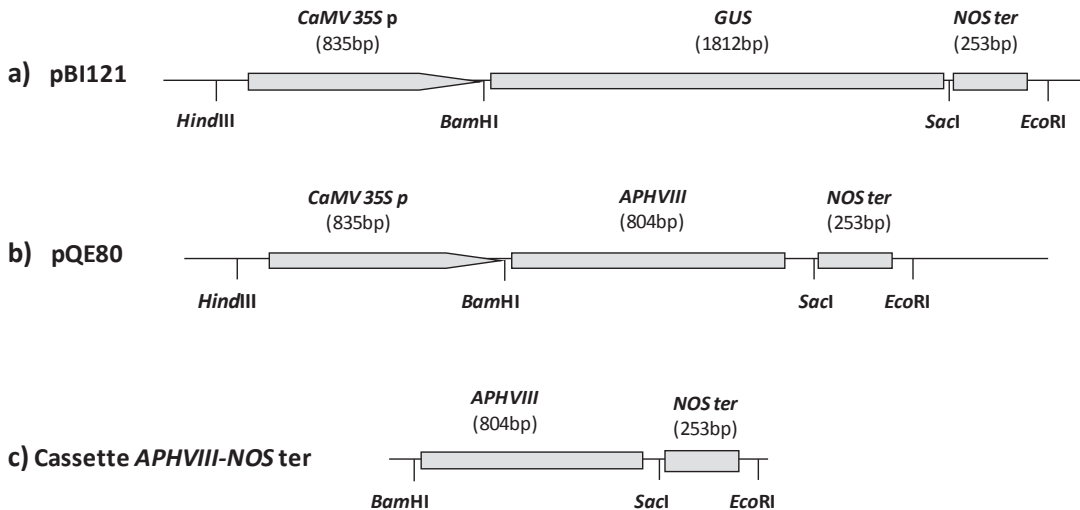 CaMV 35S p GUS NOS ter
(835bp) (1812bp) (253bp)
a) pBI121
HindIII BamHI SacI EcoRI
CaMV 35S p APHVIII NOS ter
(835bp) (804bp) (253bp)
b) pQE80
HindIII BamHI SacI EcoRI
APHVIII NOS ter
(804bp) (253bp)
c) Cassette APHVIII-NOS ter
BamHI SacI EcoRI